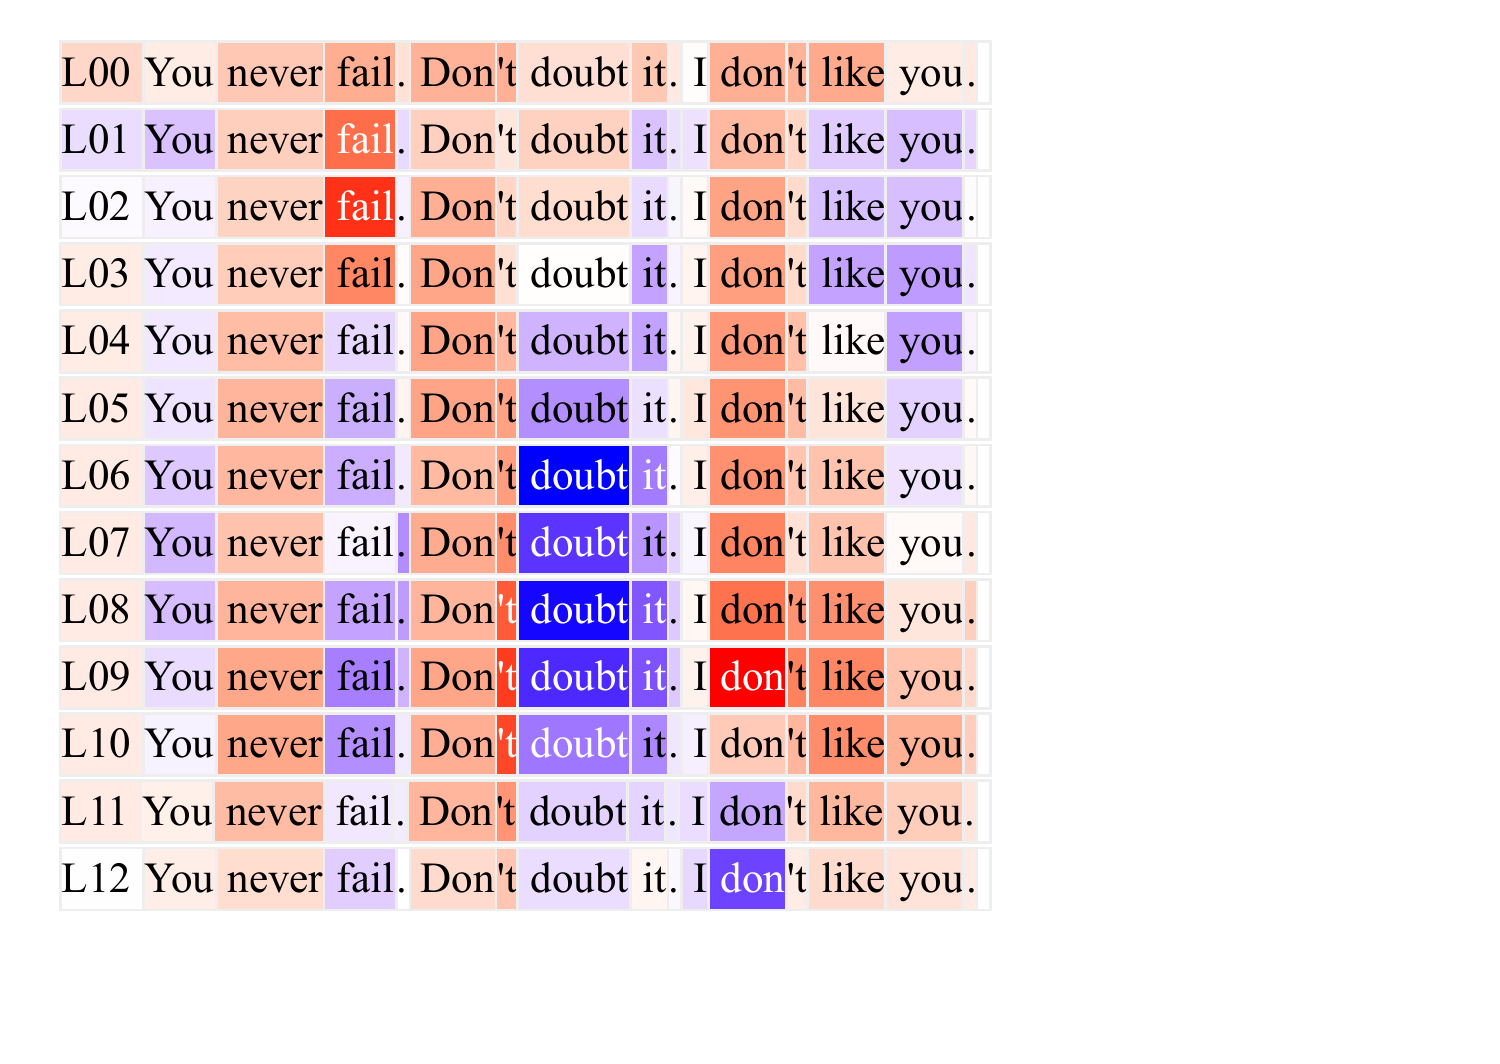 L00 You never fail. Don't doubt it. I don't like you.
L01 You never fail. Don't doubt it. I don't like you.
L02 You never fail. Don't doubt it. I don't like you.
L03 You never fail. Don't doubt it. I don't like you.
L04 You never fail. Don't doubt it. I don't like you.
L05 You never fail. Don't doubt it. I don't like you.
L06 You never fail. Don't doubt it. I don't like you.
L07 You never fail. Don't doubt it. I don't like you.
L08 You never fail. Don't doubt it. I don't like you.
L09 You never fail. Don't doubt it. I don't like you.
L10 You never fail. Don't doubt it. I don't like you.
L11 You never fail. Don't doubt it. I don't like you.
L12 You never fail. Don't doubt it. I don't like you.